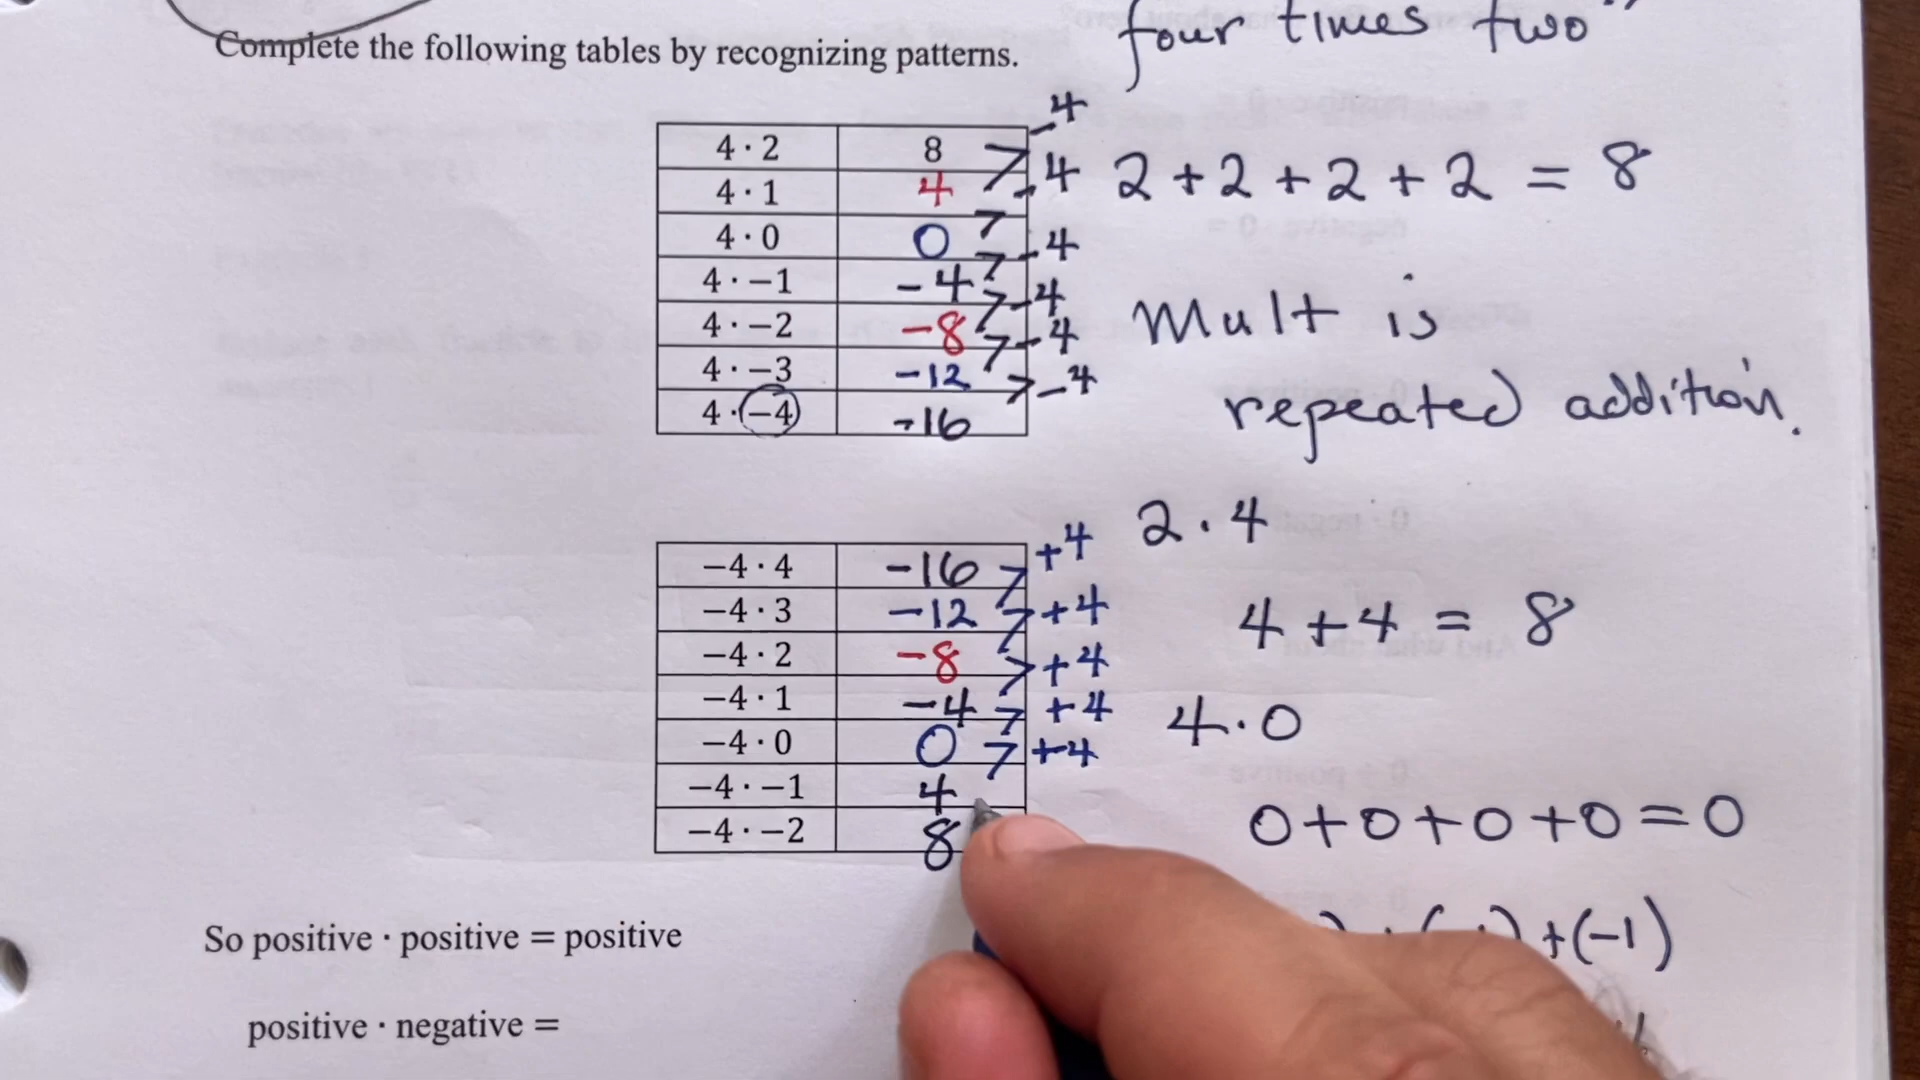 four times two"
Complete the following tables by recognizing patterns.
-4
4 · 2 8
-4 2+2+2+2 = 8
4 · 1 4
4 · 0 0 -4
4 · −1 -4 -4
Mult is
4 · −2 -8 -4
4 · −3 -12 -4
repeated addition.
4 · −4 -16
2 · 4
+4
−4 · 4 -16
−4 · 3 -12 +4
4 + 4 = 8
−4 · 2 -8 +4
−4 · 1 -4 +4
4 · 0
−4 · 0 0 +4
−4 · −1 4
0+0+0+0=0
−4 · −2 8
+(-1)
So positive · positive = positive
positive · negative =